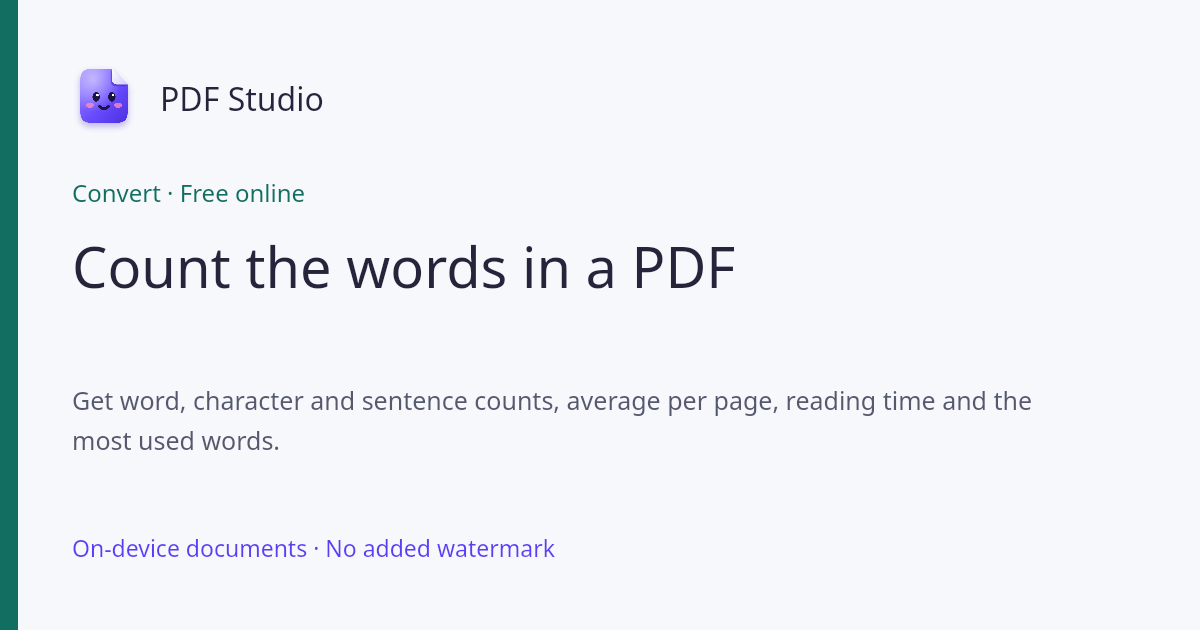 PDF Studio
Convert · Free online
Count the words in a PDF
Get word, character and sentence counts, average per page, reading time and the
most used words.
On-device documents · No added watermark